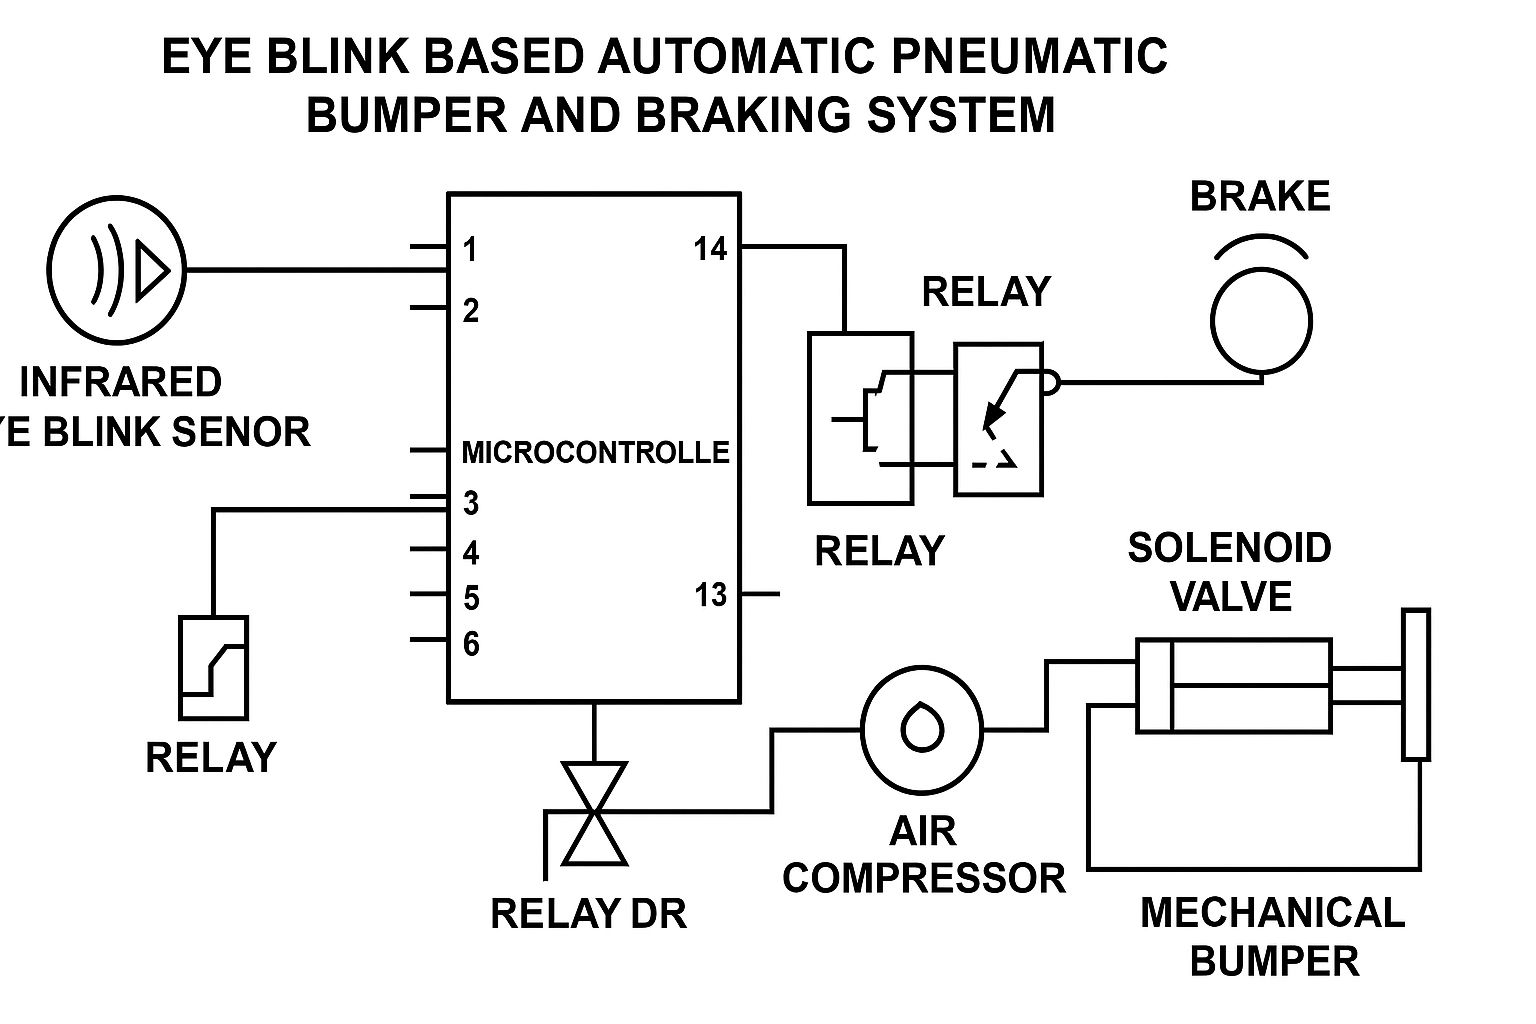 EYE BLINK BASED AUTOMATIC PNEUMATIC
BUMPER AND BRAKING SYSTEM
BRAKE
1
14
RELAY
2
INFRARED
YE BLINK SENOR
MICROCONTROLLE
3
RELAY
SOLENOID
VALVE
4
5
13
6
RELAY
AIR
COMPRESSOR
RELAY DR
MECHANICAL
BUMPER